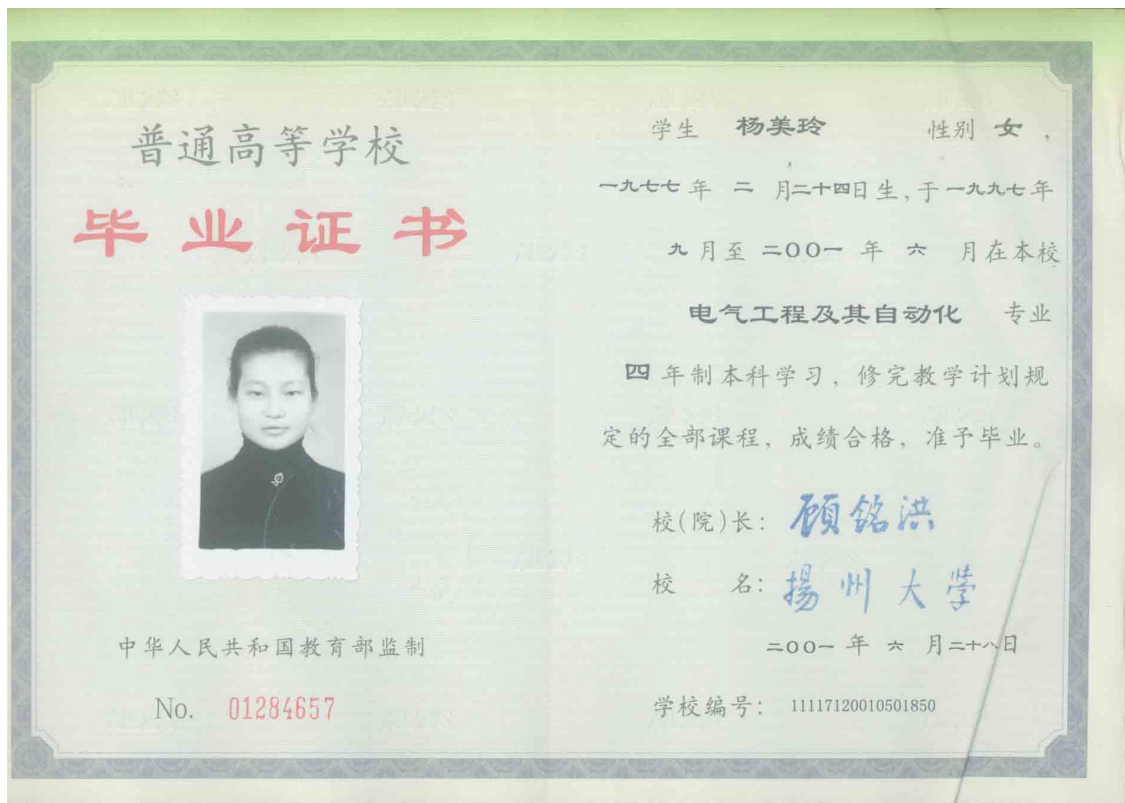 普通高等学校
毕业证书
中华人民共和国教育部监制
No. 01284657
学生 杨美玲 性别 女，
一九七七年 二 月二十四日生，于一九九七年
九月至 二〇〇一 年 六 月在本校
电气工程及其自动化 专业
四年制本科学习，修完教学计划规
定的全部课程，成绩合格，准予毕业。
校(院)长：顾铭洪
校 名：揚州大學
二〇〇一 年 六 月二十八日
学校编号：11117120010501850